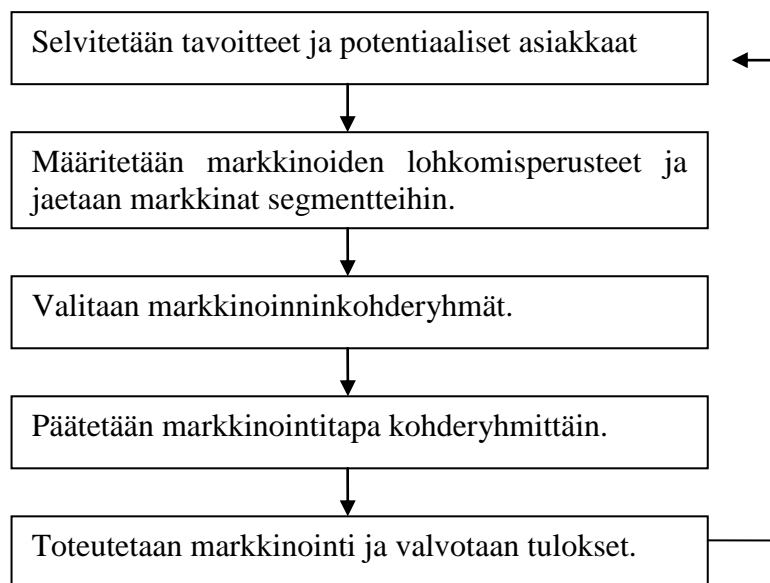 Selvitetään tavoitteet ja potentiaaliset asiakkaat
Määritetään markkinoiden lohkomisperusteet ja
jaetaan markkinat segmentteihin.
Valitaan markkinoinninkohderyhmät.
Päätetään markkinointitapa kohderyhmittäin.
Toteutetaan markkinointi ja valvotaan tulokset.